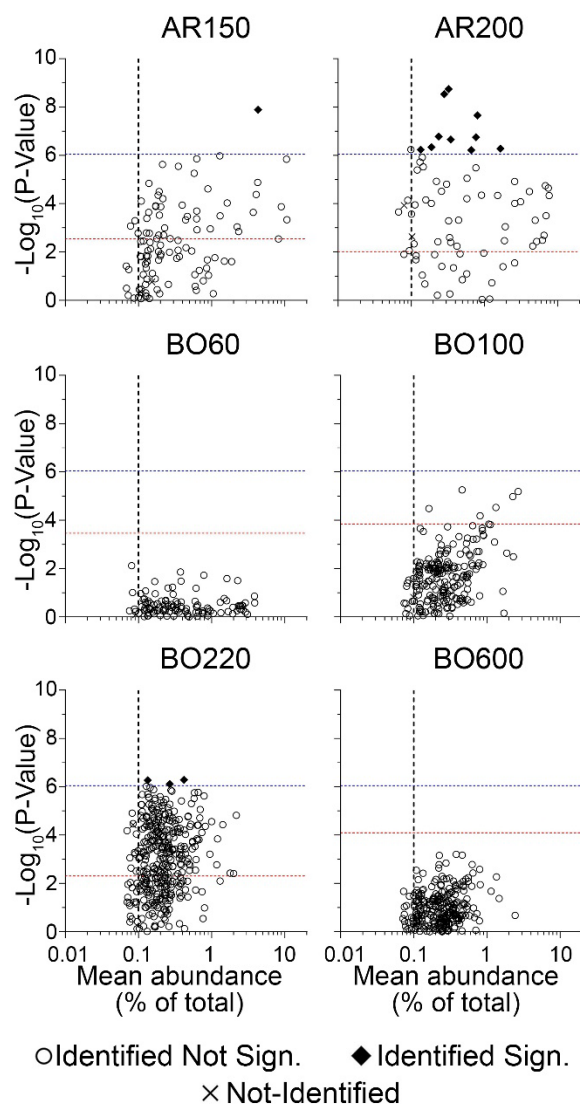 AR150 AR200
-Log₁₀(P-Value)
10
8
6
4
2
0
BO60 BO100
-Log₁₀(P-Value)
10
8
6
4
2
0
BO220 BO600
-Log₁₀(P-Value)
10
8
6
4
2
0
0.01 0.1 1 10 0.01 0.1 1 10
Mean abundance Mean abundance
(% of total) (% of total)
Identified Not Sign. Identified Sign.
Not-Identified